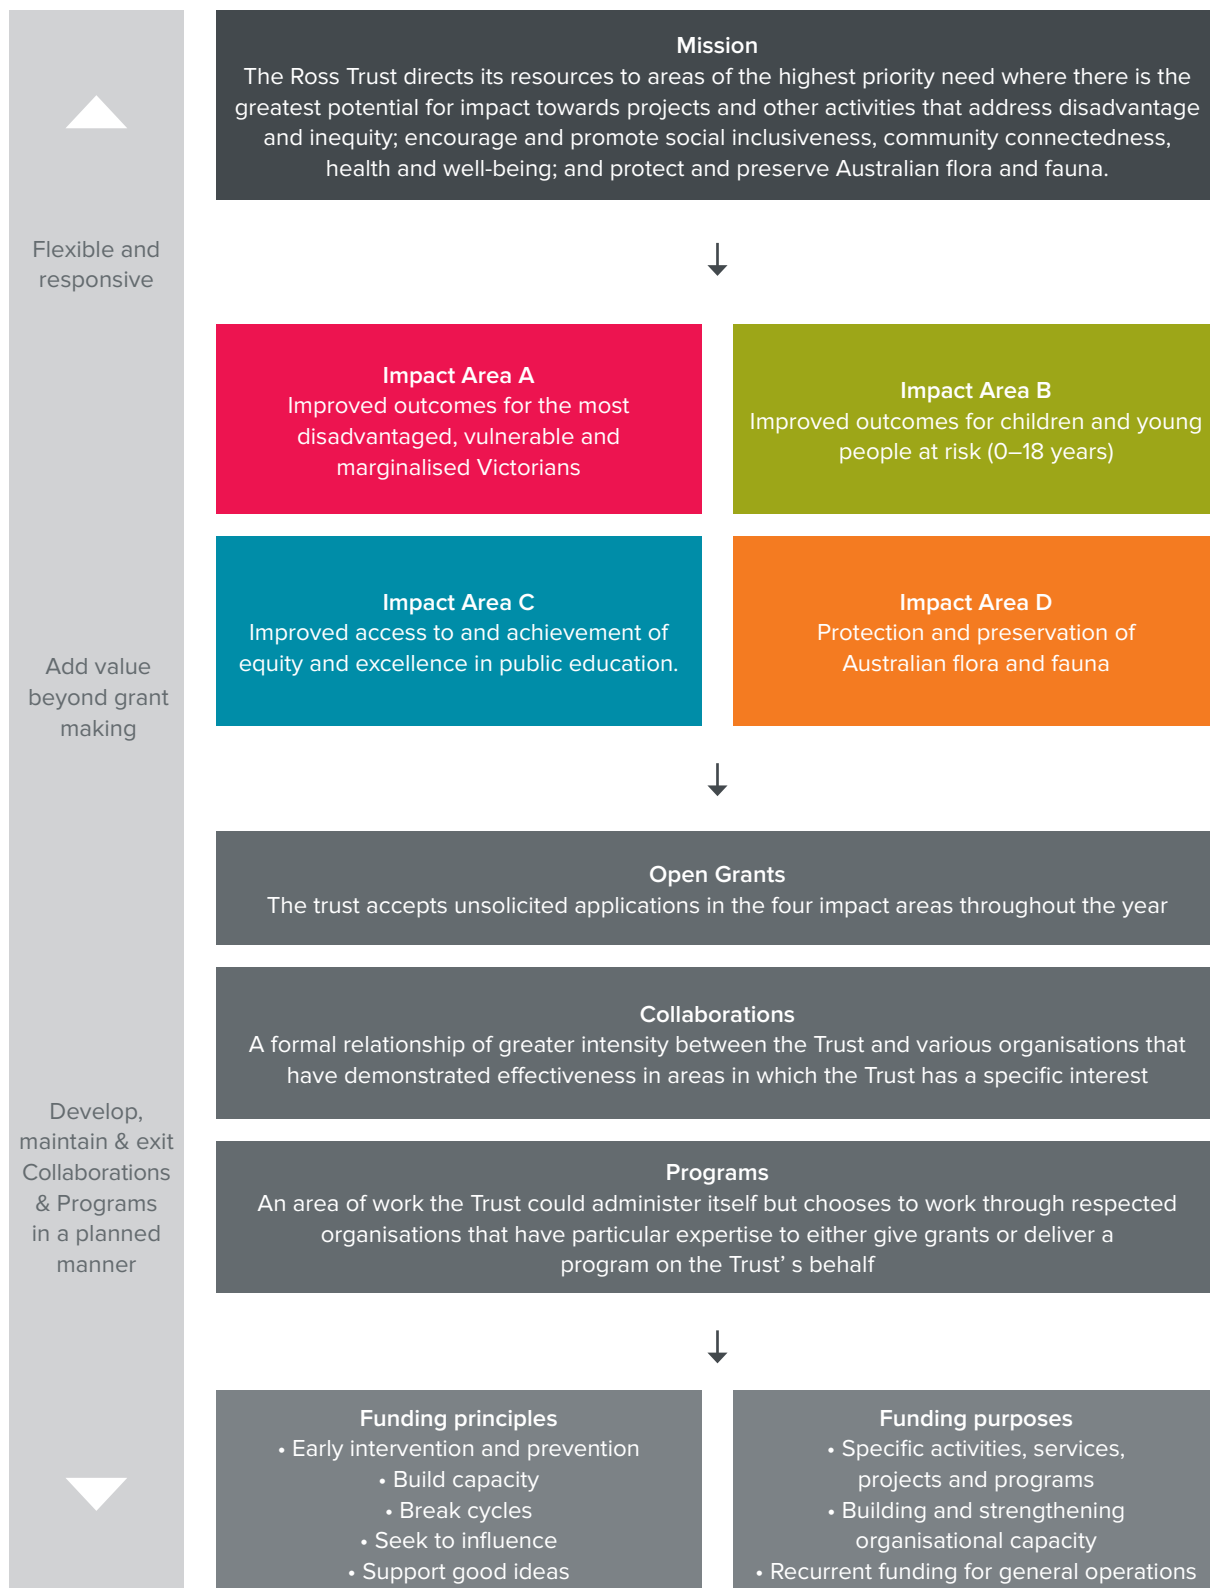 Mission
The Ross Trust directs its resources to areas of the highest priority need where there is the
greatest potential for impact towards projects and other activities that address disadvantage
and inequity; encourage and promote social inclusiveness, community connectedness,
health and well-being; and protect and preserve Australian flora and fauna.
Flexible and
responsive
Impact Area A
Improved outcomes for the most
disadvantaged, vulnerable and
marginalised Victorians
Impact Area B
Improved outcomes for children and young
people at risk (0–18 years)
Impact Area C
Improved access to and achievement of
equity and excellence in public education.
Impact Area D
Protection and preservation of
Australian flora and fauna
Add value
beyond grant
making
Open Grants
The trust accepts unsolicited applications in the four impact areas throughout the year
Collaborations
A formal relationship of greater intensity between the Trust and various organisations that
have demonstrated effectiveness in areas in which the Trust has a specific interest
Develop,
maintain & exit
Collaborations
& Programs
in a planned
manner
Programs
An area of work the Trust could administer itself but chooses to work through respected
organisations that have particular expertise to either give grants or deliver a
program on the Trust’ s behalf
Funding principles
• Early intervention and prevention
• Build capacity
• Break cycles
• Seek to influence
• Support good ideas
Funding purposes
• Specific activities, services,
projects and programs
• Building and strengthening
organisational capacity
• Recurrent funding for general operations